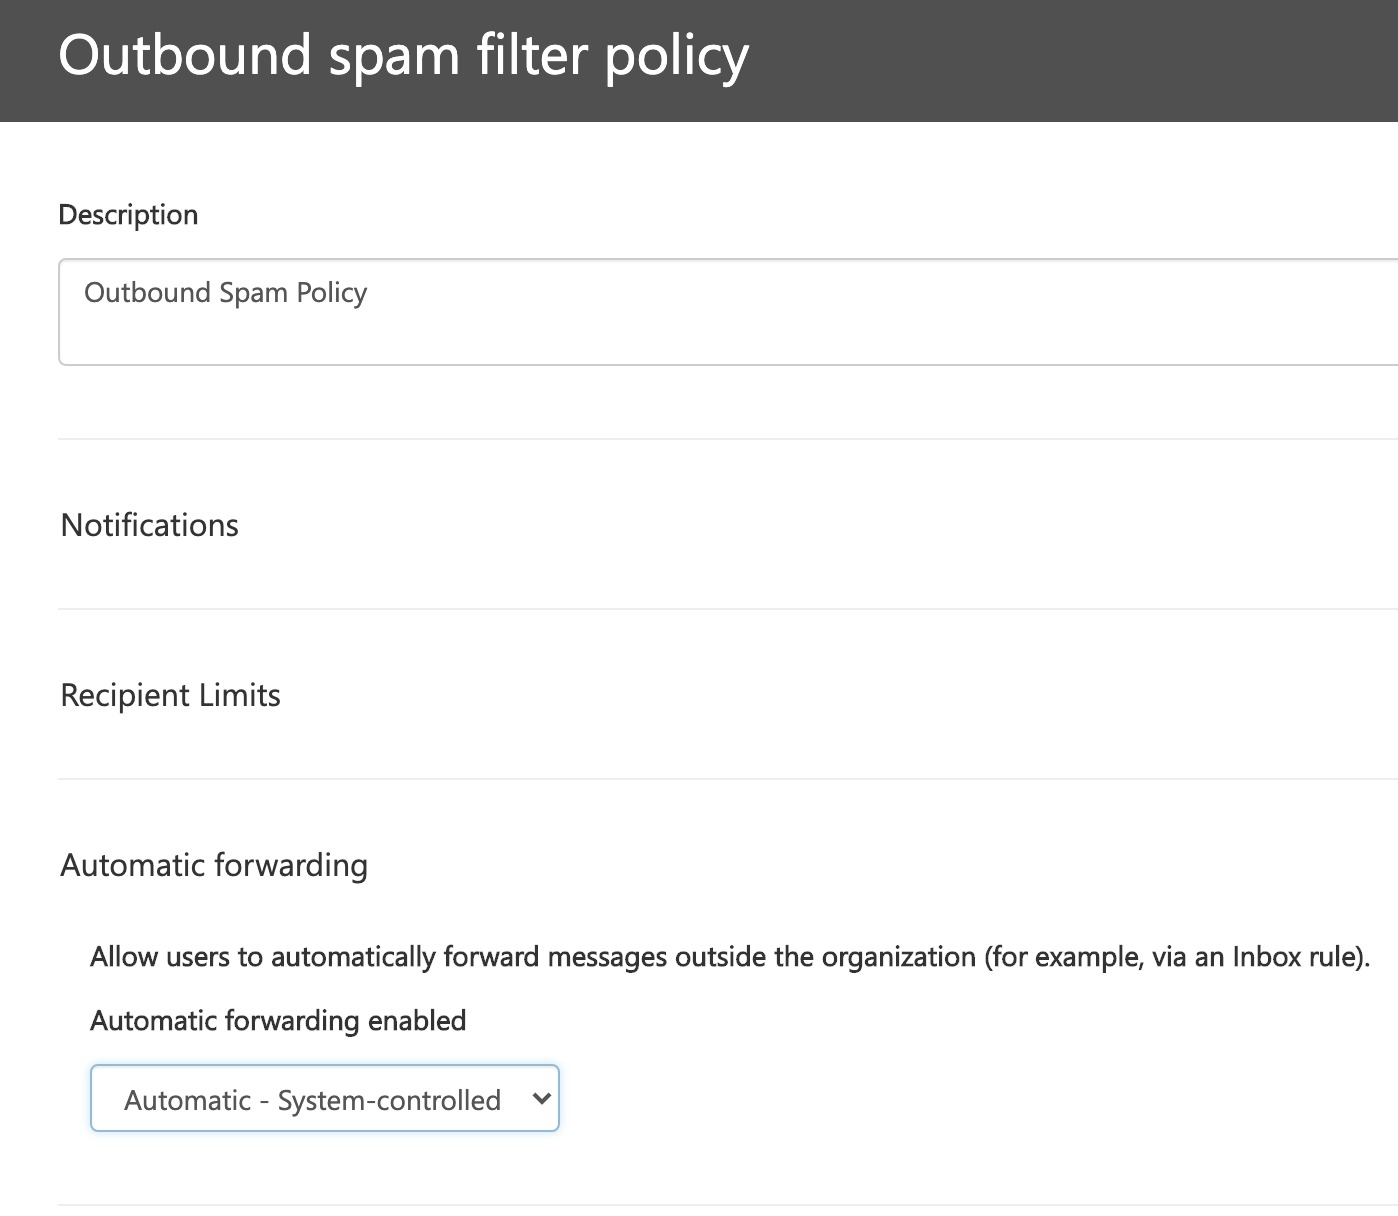 Outbound spam filter policy
Description
Outbound Spam Policy
Notifications
Recipient Limits
Automatic forwarding
Allow users to automatically forward messages outside the organization (for example, via an Inbox rule).
Automatic forwarding enabled
Automatic - System-controlled